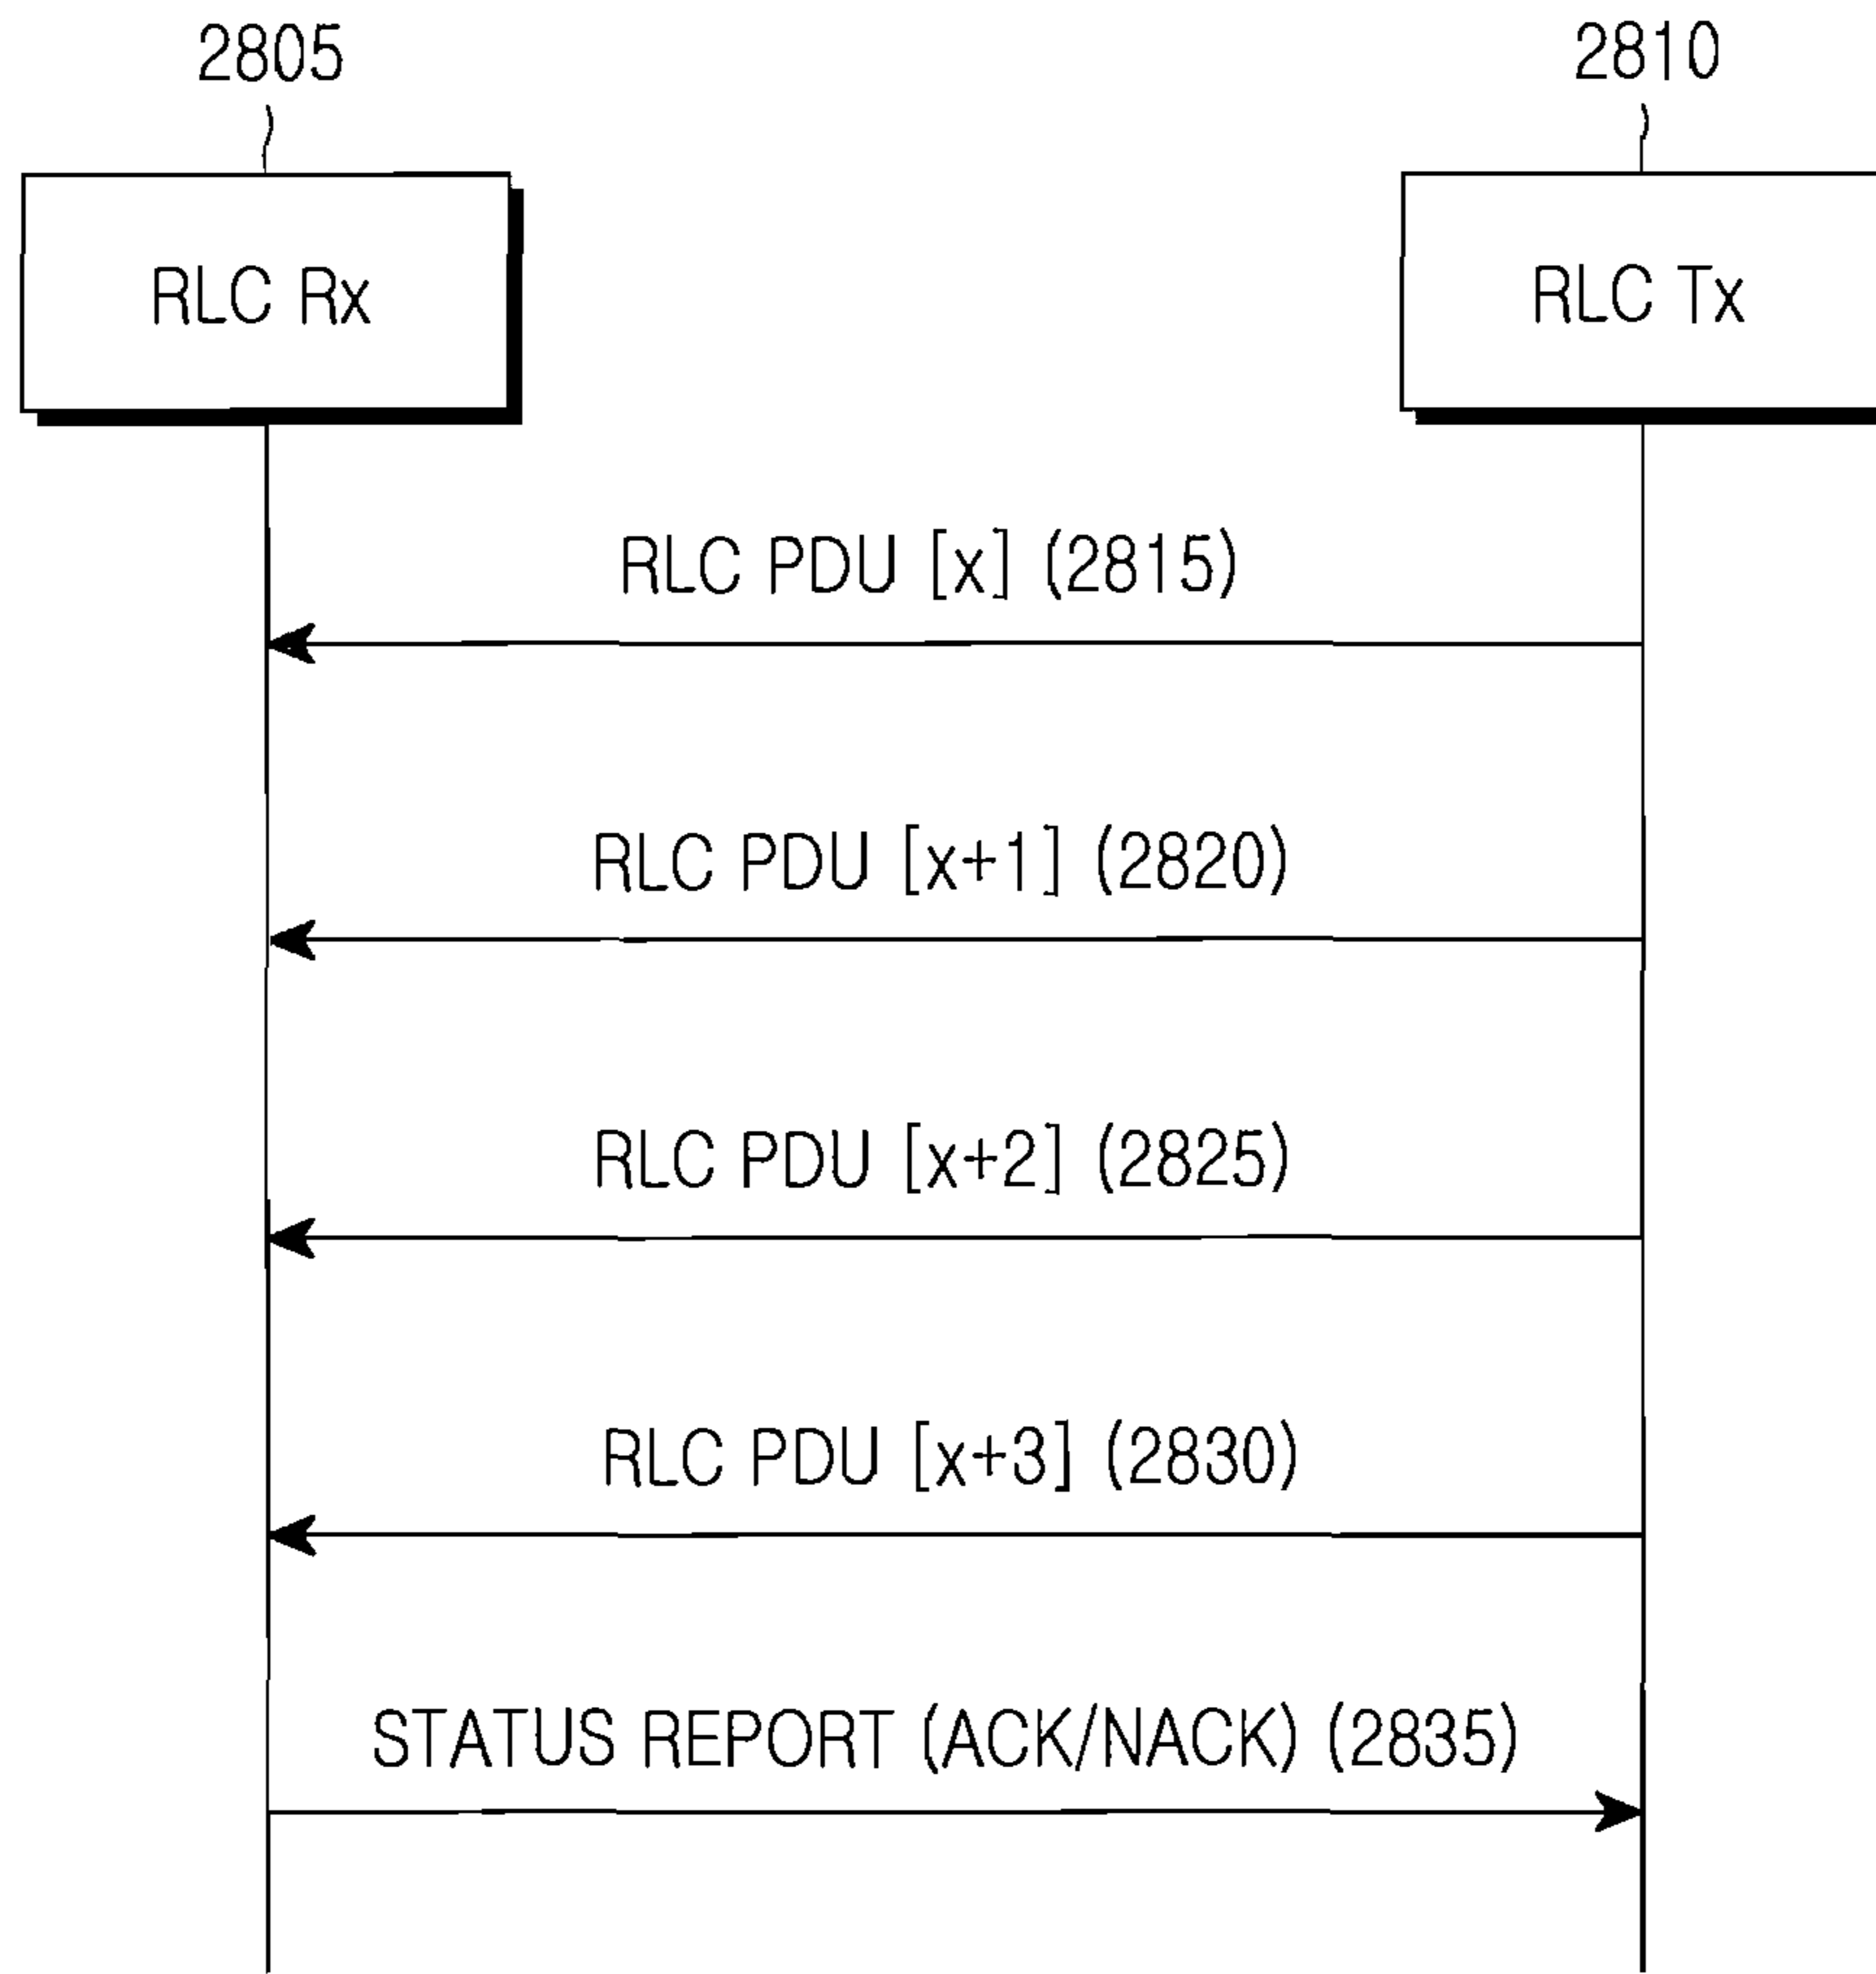 2805
2810
RLC Rx
RLC Tx
RLC PDU [x] (2815)
RLC PDU [x+1] (2820)
RLC PDU [x+2] (2825)
RLC PDU [x+3] (2830)
STATUS REPORT (ACK/NACK) (2835)